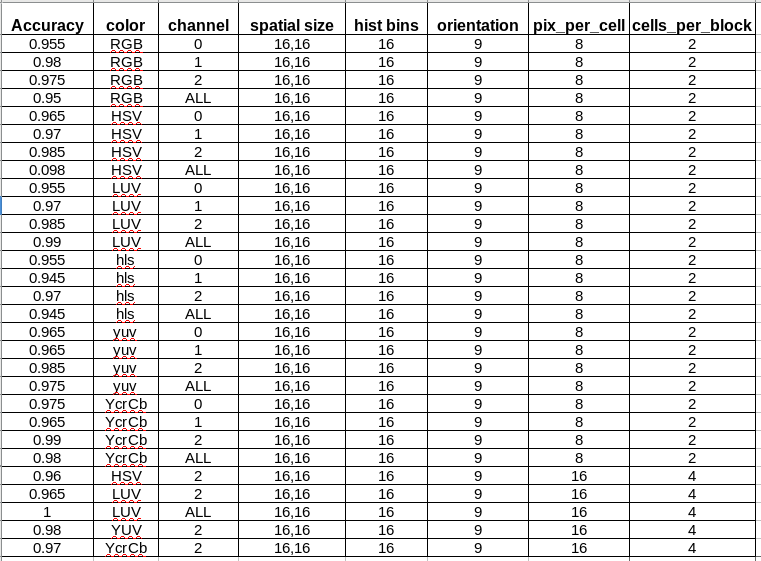 Accuracy color channel spatial size hist bins orientation pix_per_cell cells_per_block
0.955 RGB 0 16,16 16 9 8 2
0.98 RGB 1 16,16 16 9 8 2
0.975 RGB 2 16,16 16 9 8 2
0.95 RGB ALL 16,16 16 9 8 2
0.965 HSV 0 16,16 16 9 8 2
0.97 HSV 1 16,16 16 9 8 2
0.985 HSV 2 16,16 16 9 8 2
0.098 HSV ALL 16,16 16 9 8 2
0.955 LUV 0 16,16 16 9 8 2
0.97 LUV 1 16,16 16 9 8 2
0.985 LUV 2 16,16 16 9 8 2
0.99 LUV ALL 16,16 16 9 8 2
0.955 hls 0 16,16 16 9 8 2
0.945 hls 1 16,16 16 9 8 2
0.97 hls 2 16,16 16 9 8 2
0.945 hls ALL 16,16 16 9 8 2
0.965 yuv 0 16,16 16 9 8 2
0.965 yuv 1 16,16 16 9 8 2
0.985 yuv 2 16,16 16 9 8 2
0.975 yuv ALL 16,16 16 9 8 2
0.975 YcrCb 0 16,16 16 9 8 2
0.965 YcrCb 1 16,16 16 9 8 2
0.99 YcrCb 2 16,16 16 9 8 2
0.98 YcrCb ALL 16,16 16 9 8 2
0.96 HSV 2 16,16 16 9 16 4
0.965 LUV 2 16,16 16 9 16 4
1 LUV ALL 16,16 16 9 16 4
0.98 YUV 2 16,16 16 9 16 4
0.97 YcrCb 2 16,16 16 9 16 4